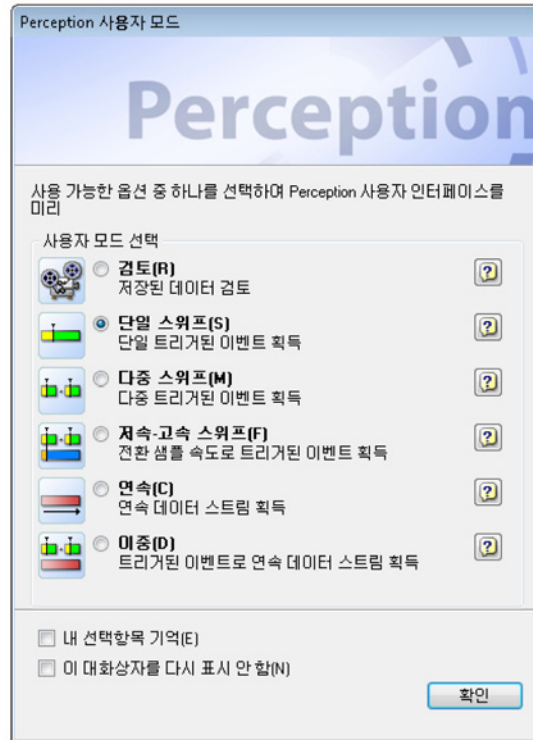 Perception 사용자 모드
Perception
사용 가능한 옵션 중 하나를 선택하여 Perception 사용자 인터페이스를
미리
사용자 모드 선택
검토(R)
저장된 데이터 검토
단일 스위프(S)
단일 트리거된 이벤트 획득
다중 스위프(M)
다중 트리거된 이벤트 획득
저속-고속 스위프(F)
전환 샘플 속도로 트리거된 이벤트 획득
연속(C)
연속 데이터 스트림 획득
이중(D)
트리거된 이벤트로 연속 데이터 스트림 획득
내 선택항목 기억(E)
이 대화상자를 다시 표시 안 함(N)
확인